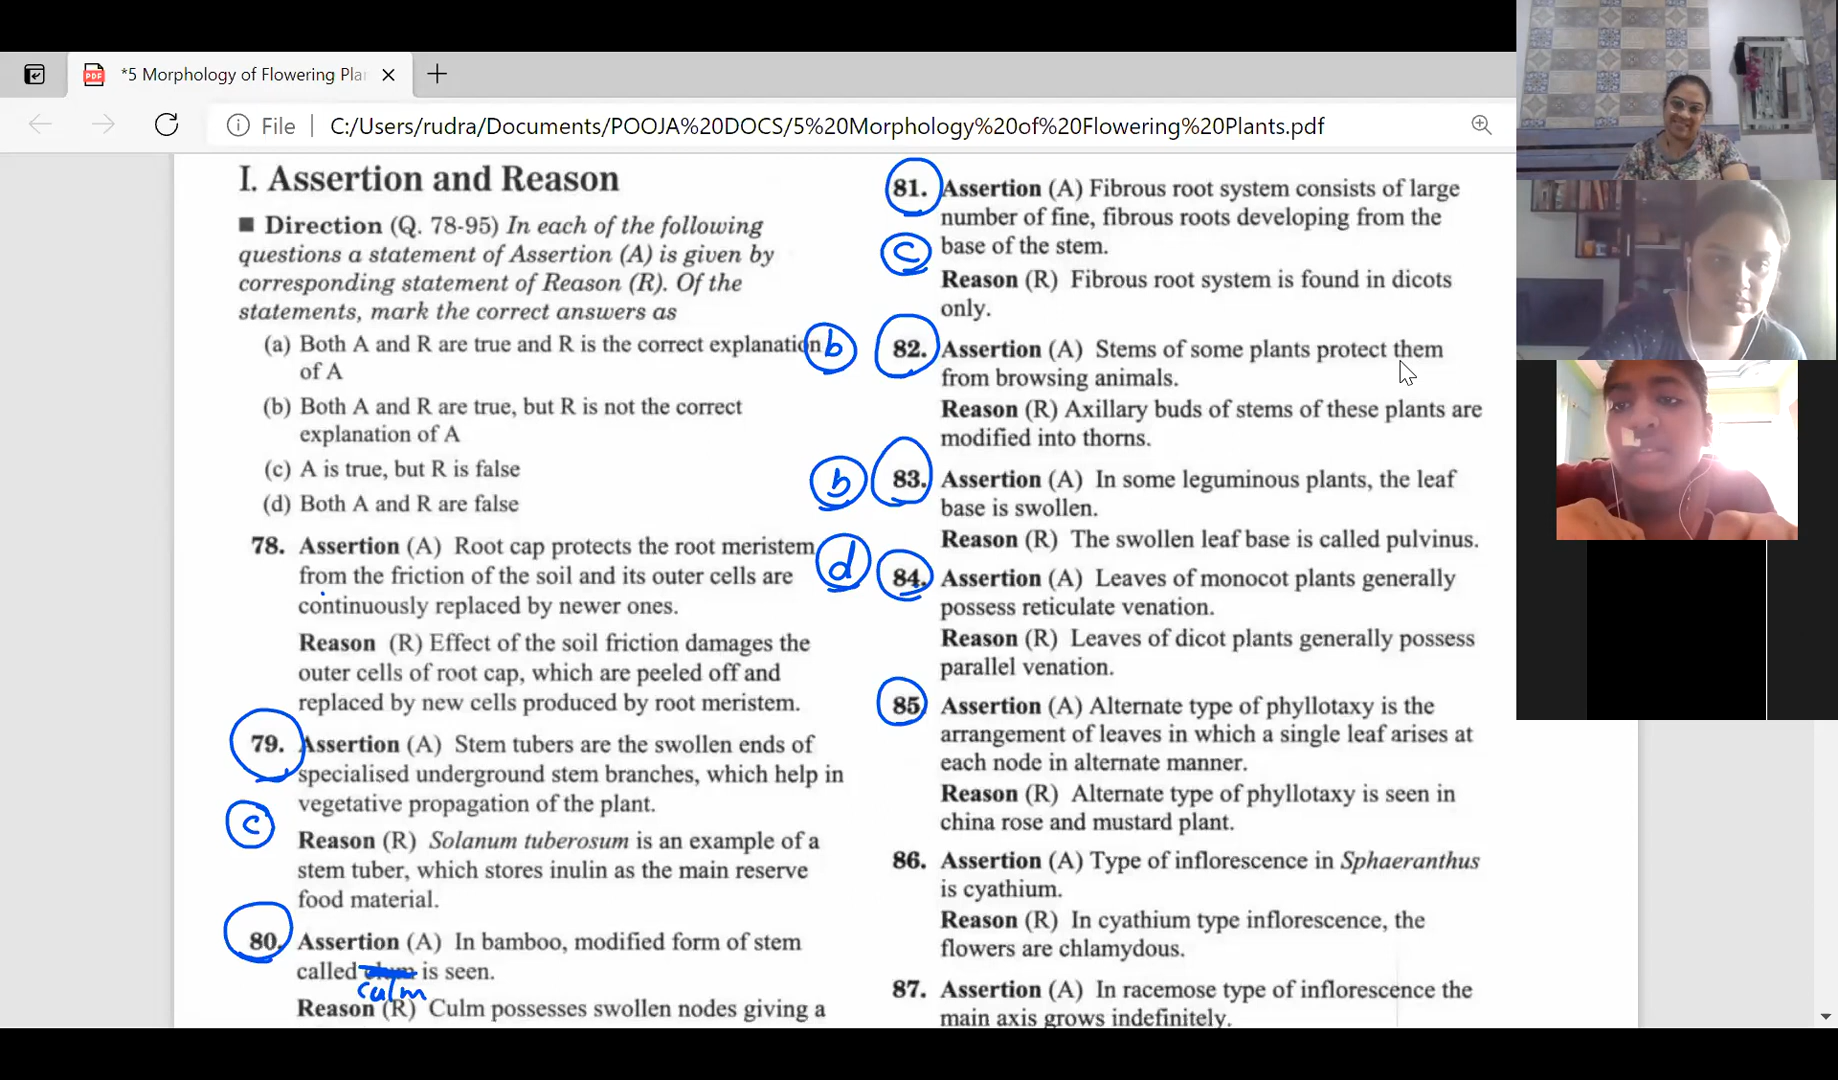 *5 Morphology of Flowering Pla
File | C:/Users/rudra/Documents/POOJA%20DOCS/5%20Morphology%20of%20Flowering%20Plants.pdf
I. Assertion and Reason
■ Direction (Q. 78-95) In each of the following
questions a statement of Assertion (A) is given by
corresponding statement of Reason (R). Of the
statements, mark the correct answers as
(a) Both A and R are true and R is the correct explanation
of A
(b) Both A and R are true, but R is not the correct
explanation of A
(c) A is true, but R is false
(d) Both A and R are false
78. Assertion (A) Root cap protects the root meristem
from the friction of the soil and its outer cells are
continuously replaced by newer ones.
Reason (R) Effect of the soil friction damages the
outer cells of root cap, which are peeled off and
replaced by new cells produced by root meristem.
79. Assertion (A) Stem tubers are the swollen ends of
specialised underground stem branches, which help in
vegetative propagation of the plant.
c
Reason (R) Solanum tuberosum is an example of a
stem tuber, which stores inulin as the main reserve
food material.
80. Assertion (A) In bamboo, modified form of stem
called is seen.
culm
Reason (R) Culm possesses swollen nodes giving a
81. Assertion (A) Fibrous root system consists of large
number of fine, fibrous roots developing from the
c base of the stem.
Reason (R) Fibrous root system is found in dicots
only.
b 82. Assertion (A) Stems of some plants protect them
from browsing animals.
Reason (R) Axillary buds of stems of these plants are
modified into thorns.
b 83. Assertion (A) In some leguminous plants, the leaf
base is swollen.
Reason (R) The swollen leaf base is called pulvinus.
d 84. Assertion (A) Leaves of monocot plants generally
possess reticulate venation.
Reason (R) Leaves of dicot plants generally possess
parallel venation.
85 Assertion (A) Alternate type of phyllotaxy is the
arrangement of leaves in which a single leaf arises at
each node in alternate manner.
Reason (R) Alternate type of phyllotaxy is seen in
china rose and mustard plant.
86. Assertion (A) Type of inflorescence in Sphaeranthus
is cyathium.
Reason (R) In cyathium type inflorescence, the
flowers are chlamydous.
87. Assertion (A) In racemose type of inflorescence the
main axis grows indefinitely.